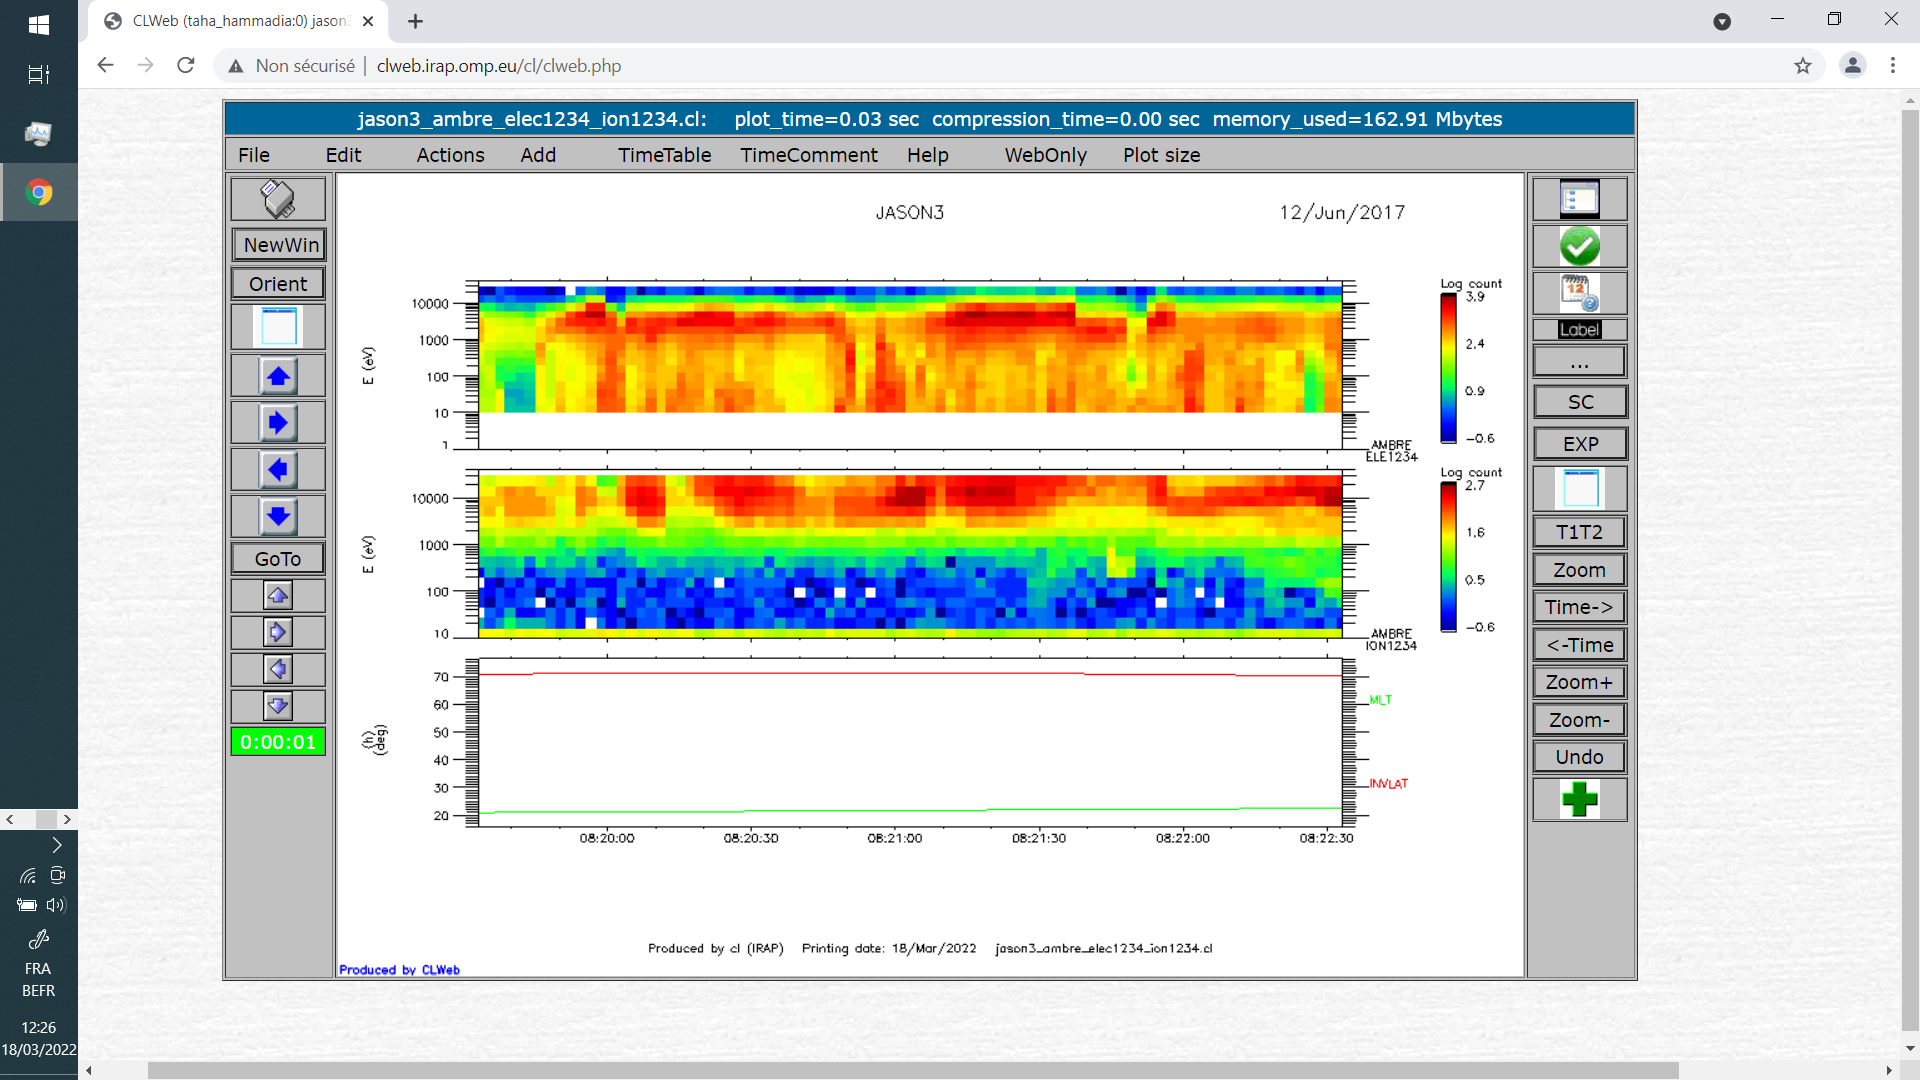 CLWeb (taha_hammadia:0) jason3
Non sécurisé | clweb.irap.omp.eu/cl/clweb.php
jason3_ambre_elec1234_ion1234.cl: plot_time=0.03 sec compression_time=0.00 sec memory_used=162.91 Mbytes
File Edit Actions Add TimeTable TimeComment Help WebOnly Plot size
NewWin
Orient
GoTo
0:00:01
JASON3 12/Jun/2017
10000
1000
100
10
1
E (eV)
AMBRE
ELE1234
Log count
3.9
2.4
0.9
-0.6
10000
1000
100
10
E (eV)
AMBRE
ION1234
Log count
2.7
1.6
0.5
-0.6
70
60
50
40
30
20
(h)
(deg)
MLT
INVLAT
08:20:00 08:20:30 08:21:00 08:21:30 08:22:00 08:22:30
Produced by cl (IRAP) Printing date: 18/Mar/2022 jason3_ambre_elec1234_ion1234.cl
Produced by CLWeb
12
Label
...
SC
EXP
T1T2
Zoom
Time->
<-Time
Zoom+
Zoom-
Undo
FRA
BEFR
12:26
18/03/2022